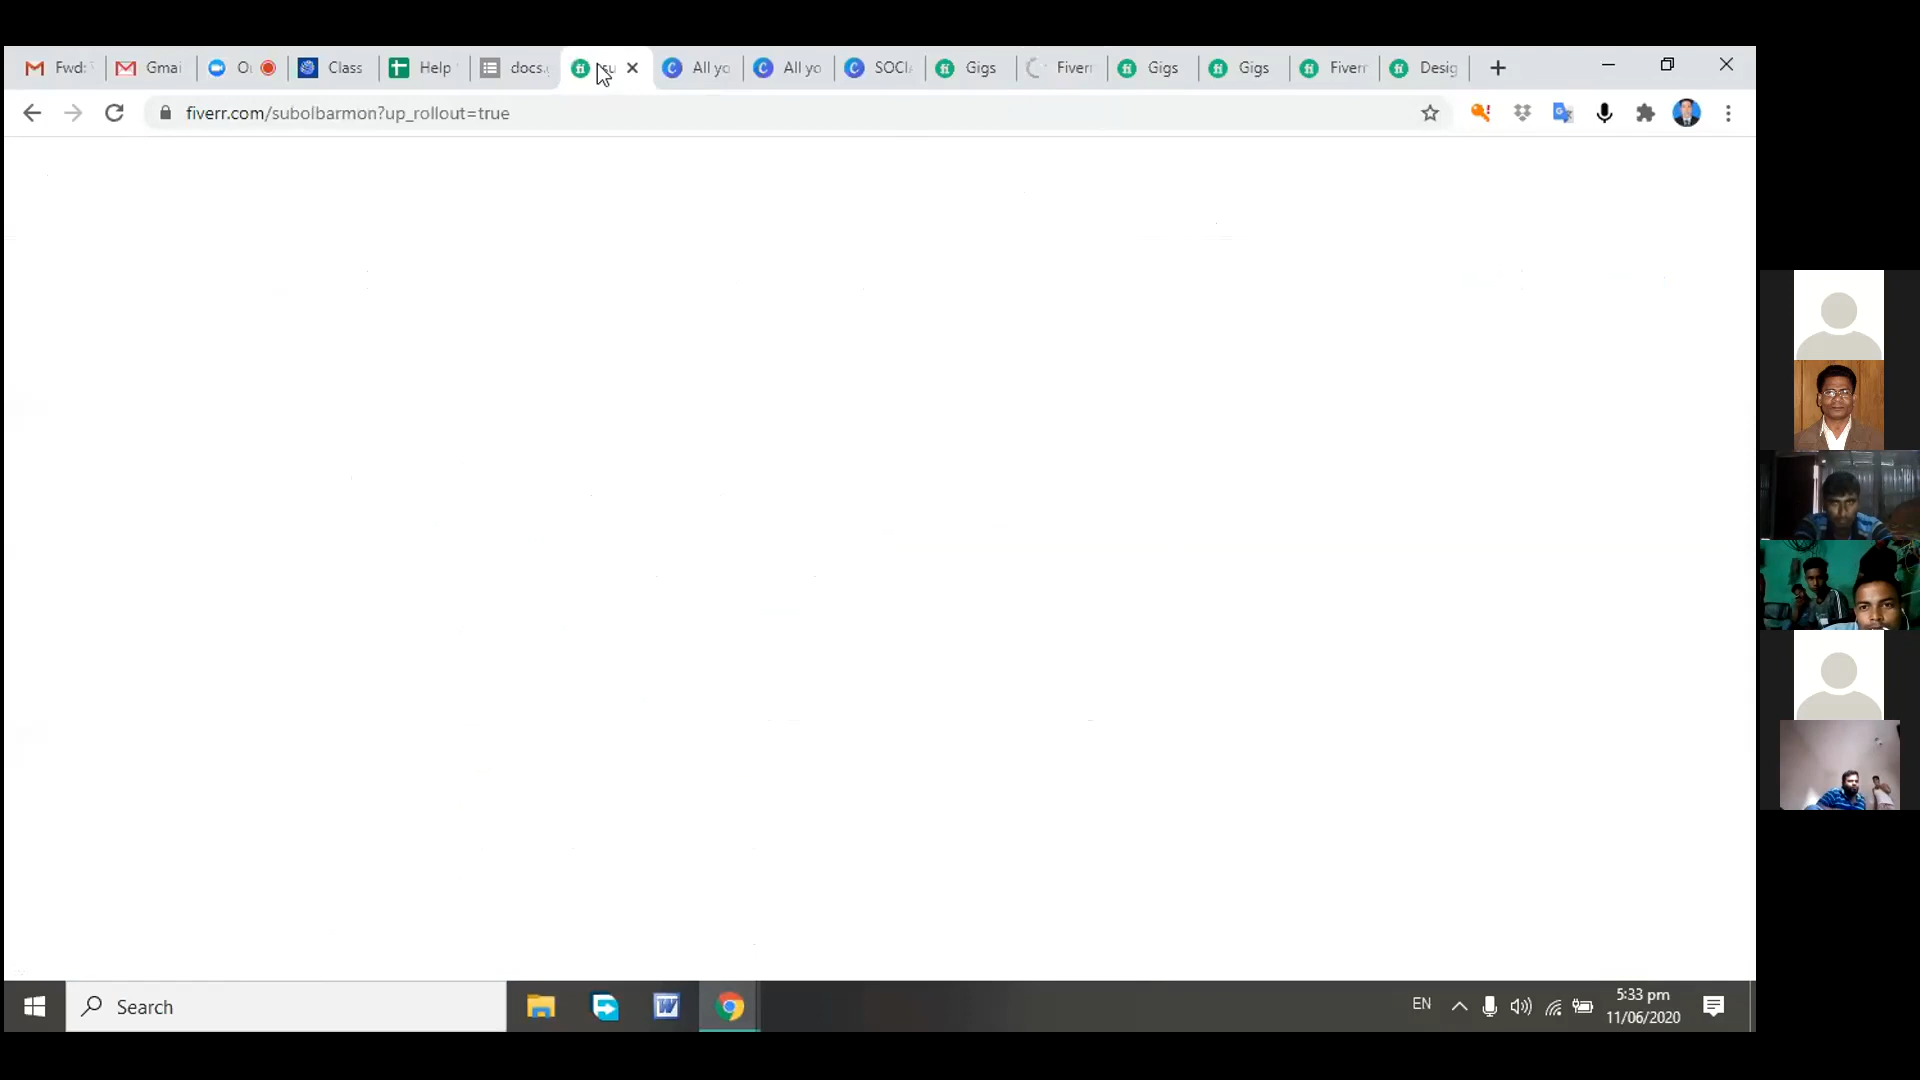 Fwd:
Gmai
Class
Help
docs.
All yo
All yo
SOCI
Gigs
Fiverr
Gigs
Gigs
Fiverr
Desig
fiverr.com/subolbarmon?up_rollout=true
Search
EN
5:33 pm
11/06/2020